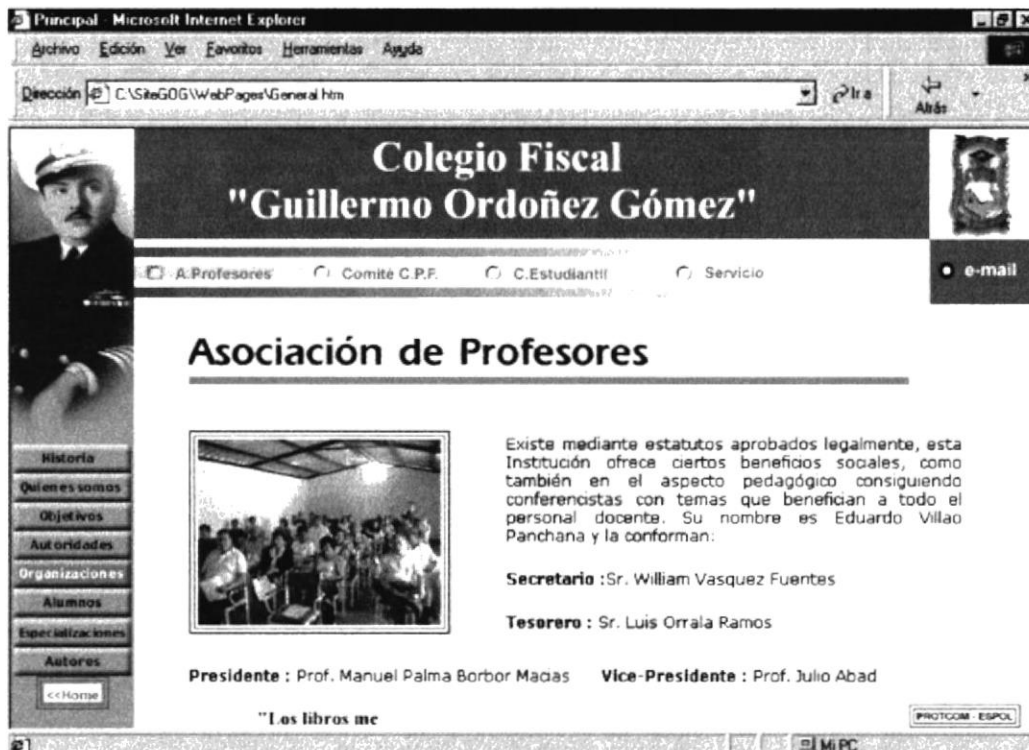 Principal - Microsoft Internet Explorer
Archivo Edición Ver Favoritos Herramientas Ayuda
Dirección C:\SiteGOG\WebPages\General.htm Ir a Atrás
Colegio Fiscal
"Guillermo Ordoñez Gómez"
A.Profesores Comité C.P.F. C.Estudiantil Servicio e-mail
Asociación de Profesores
Existe mediante estatutos aprobados legalmente, esta
Institución ofrece ciertos beneficios sociales, como
también en el aspecto pedagógico consiguiendo
conferencistas con temas que benefician a todo el
personal docente. Su nombre es Eduardo Villao
Panchana y la conforman:
Secretario :Sr. William Vasquez Fuentes
Tesorero : Sr. Luis Orrala Ramos
Presidente : Prof. Manuel Palma Borbor Macias Vice-Presidente : Prof. Julio Abad
"Los libros me
Historia
Quienes somos
Objetivos
Autoridades
Organizaciones
Alumnos
Especializaciones
Autores
<<Home
PROTCOM - ESPOL
Mi PC